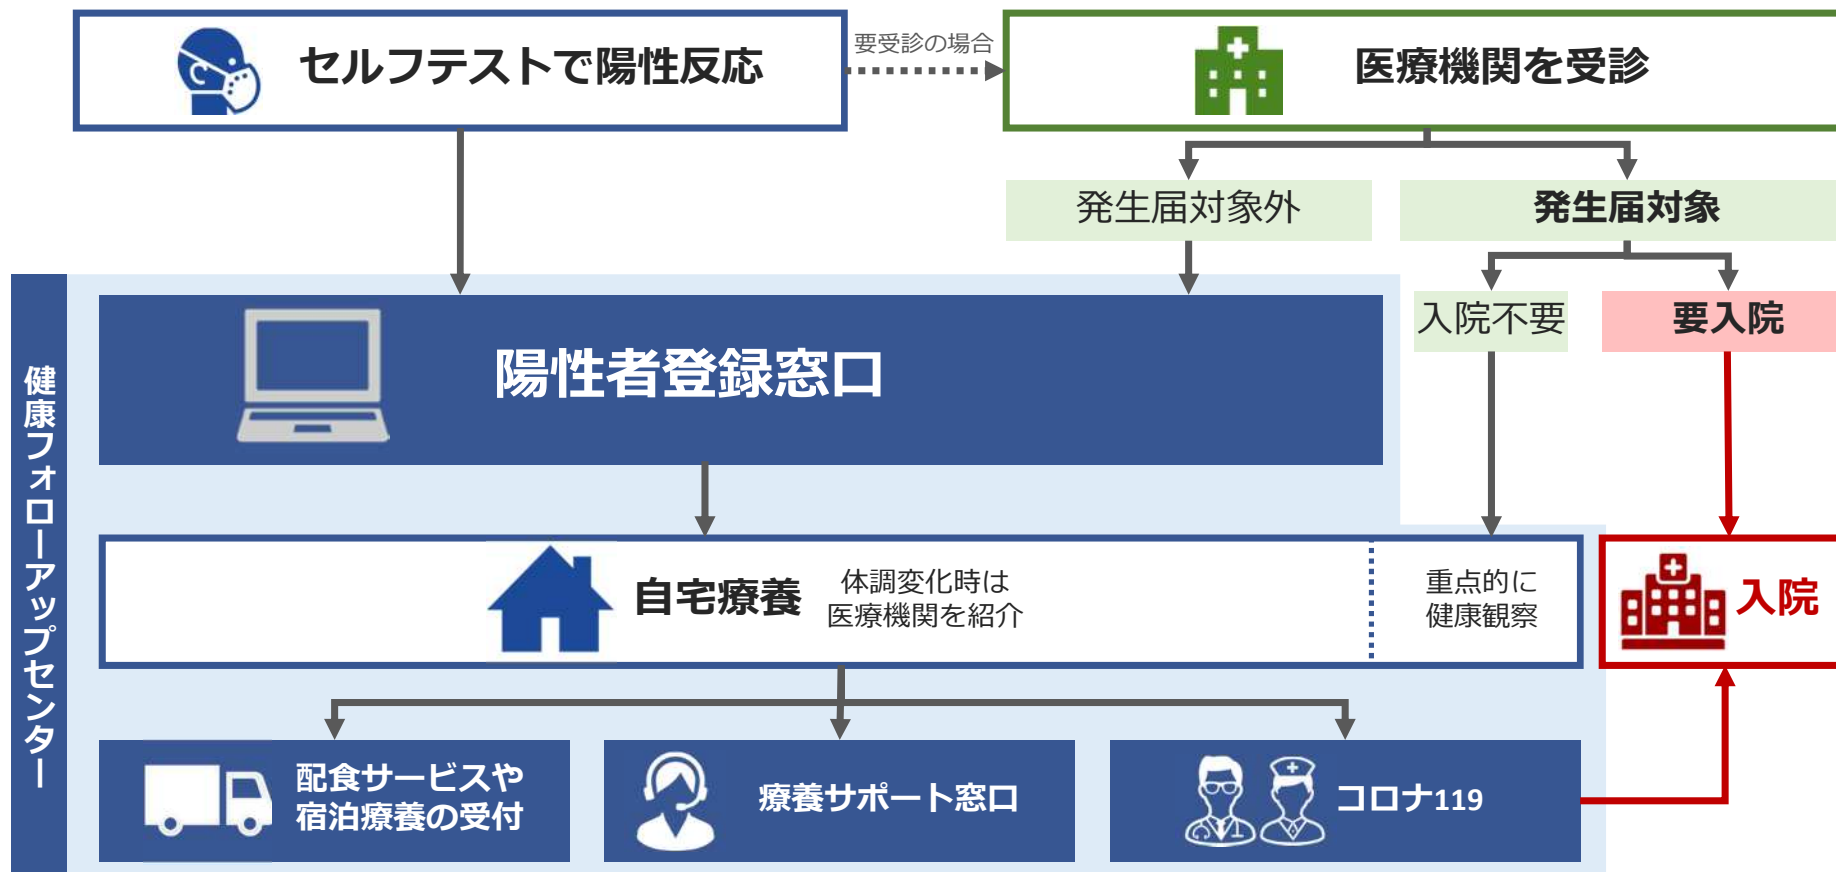 セルフテストで陽性反応
要受診の場合
医療機関を受診
発生届対象外
発生届対象
入院不要
要入院
健康フォローアップセンター
陽性者登録窓口
自宅療養
体調変化時は
医療機関を紹介
重点的に
健康観察
入院
配食サービスや
宿泊療養の受付
療養サポート窓口
コロナ119